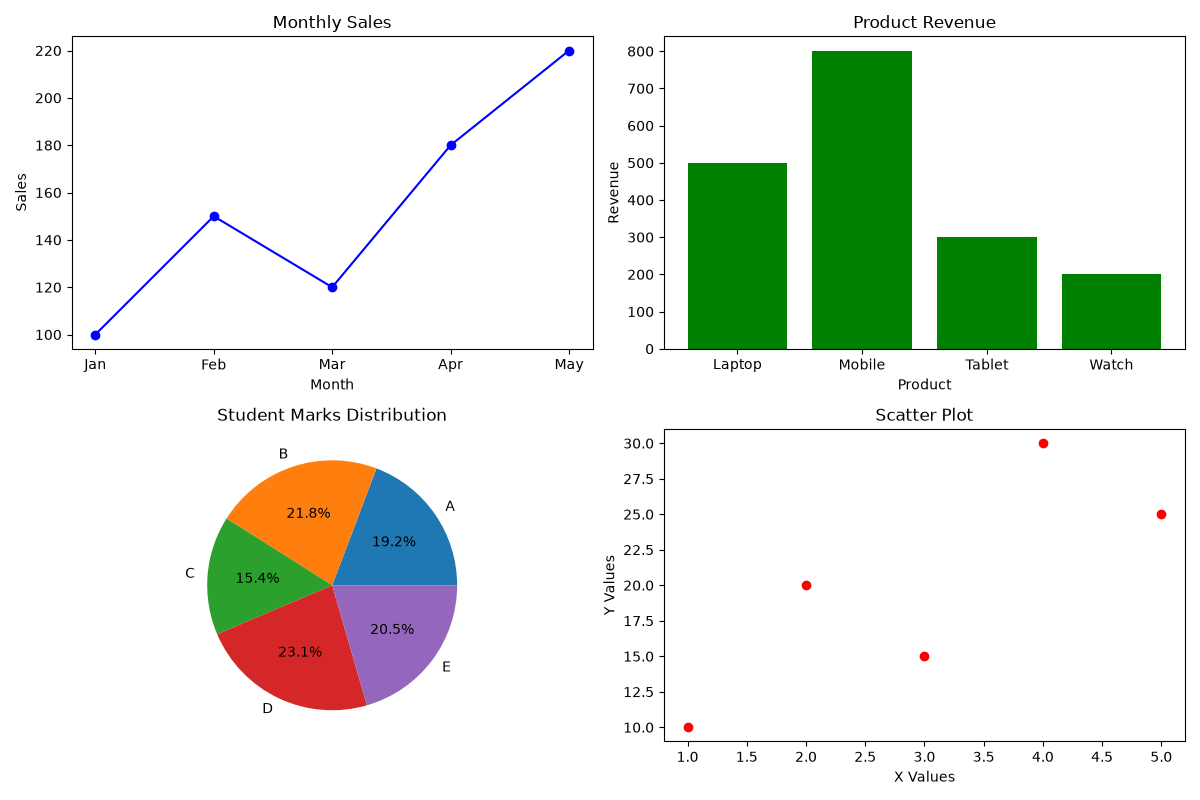 Monthly Sales
220
200
180
160
140
120
100
Sales
Jan Feb Mar Apr May
Month
Product Revenue
800
700
600
500
400
300
200
100
0
Revenue
Laptop Mobile Tablet Watch
Product
Student Marks Distribution
B
A
21.8%
19.2%
C
15.4%
20.5%
23.1%
E
D
Scatter Plot
30.0
27.5
25.0
22.5
20.0
17.5
15.0
12.5
10.0
Y Values
1.0 1.5 2.0 2.5 3.0 3.5 4.0 4.5 5.0
X Values